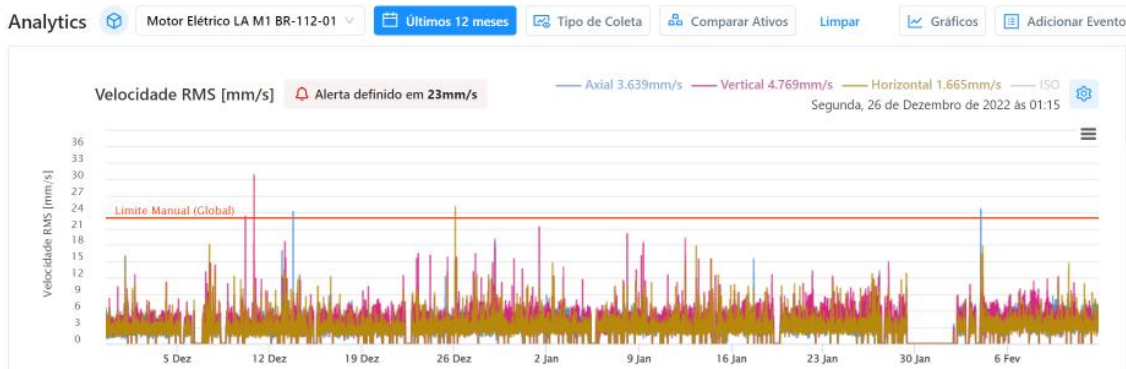 Analytics Motor Elétrico LA M1 BR-112-01 Últimos 12 meses Tipo de Coleta Comparar Ativos Limpar Gráficos Adicionar Evento
Velocidade RMS [mm/s] Alerta definido em 23mm/s Axial 3.639mm/s Vertical 4.769mm/s Horizontal 1.665mm/s ISO
Segunda, 26 de Dezembro de 2022 às 01:15
Velocidade RMS [mm/s]
36
33
30
27
24
21
18
15
12
9
6
3
0
Limite Manual (Global)
5 Dez 12 Dez 19 Dez 26 Dez 2 Jan 9 Jan 16 Jan 23 Jan 30 Jan 6 Fev